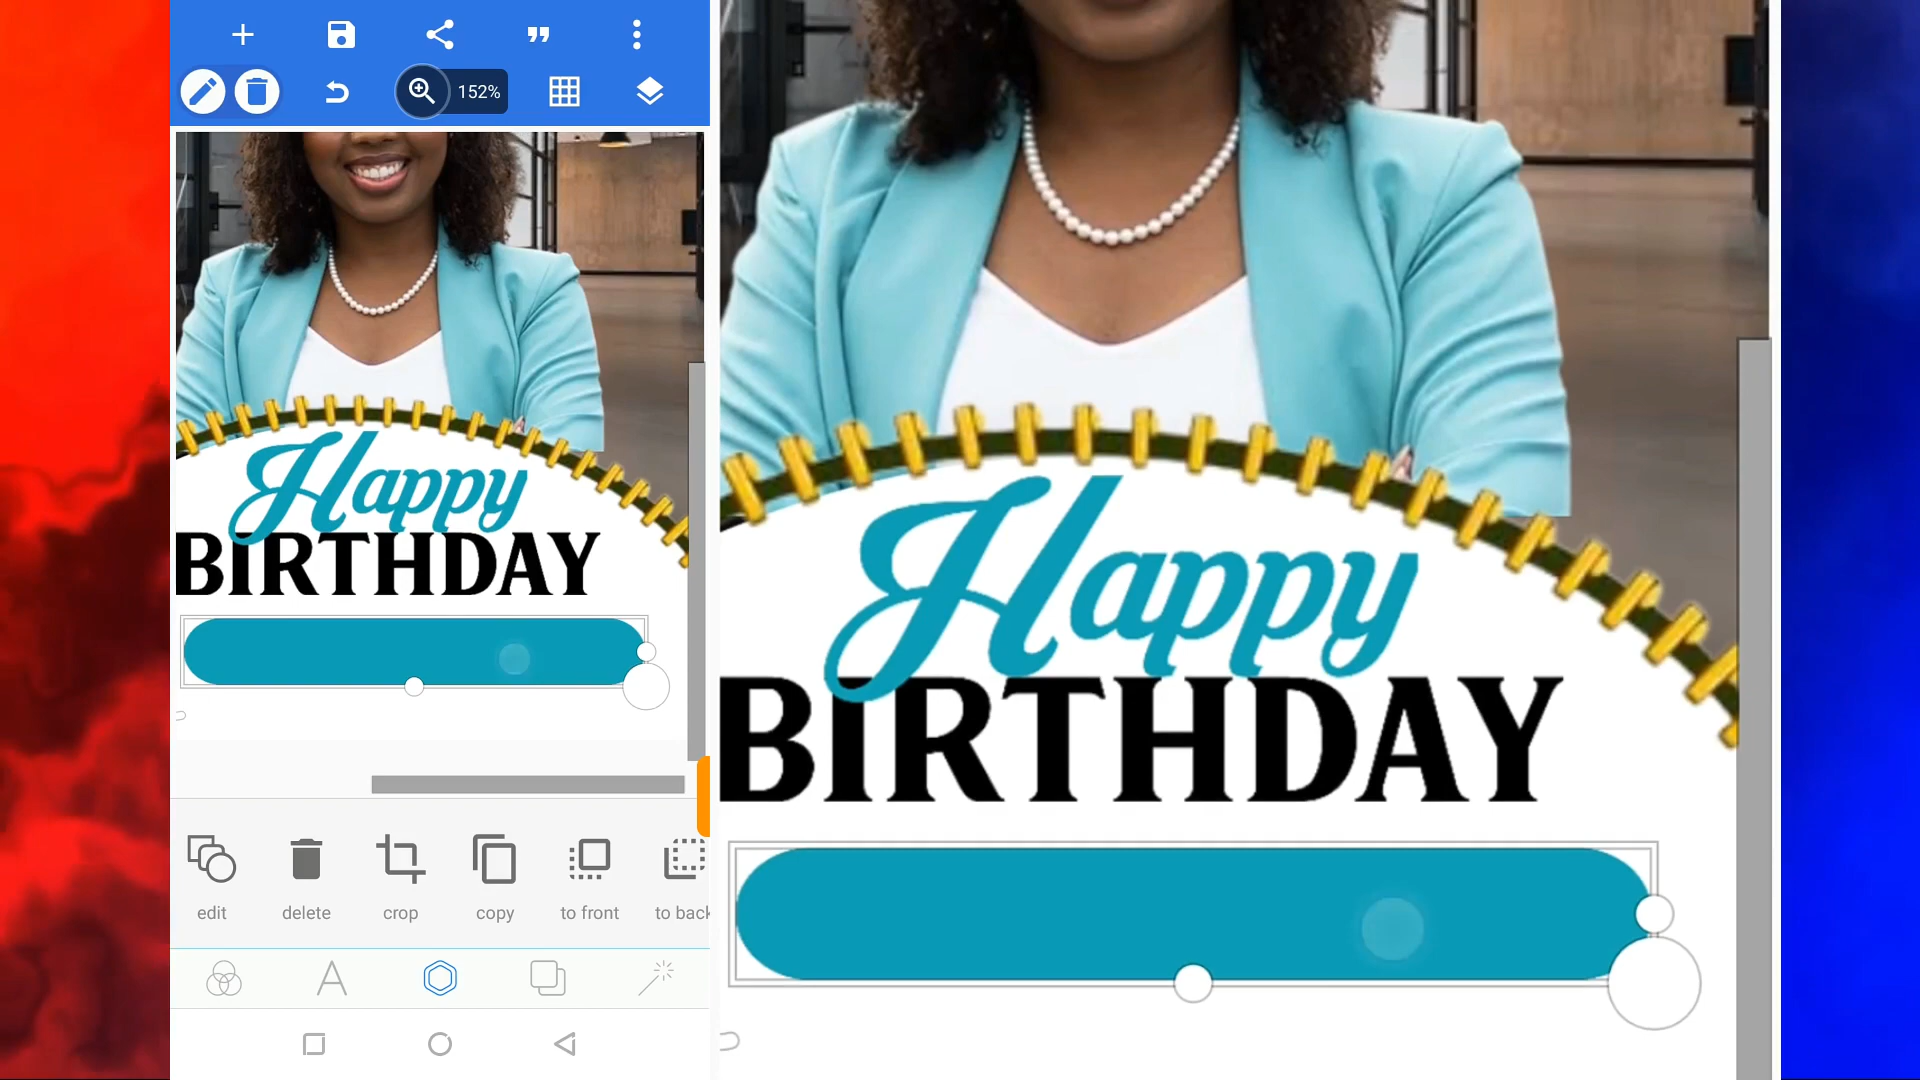 152%
Happy
BIRTHDAY
edit
delete
crop
copy
to front
to back
Happy
BIRTHDAY